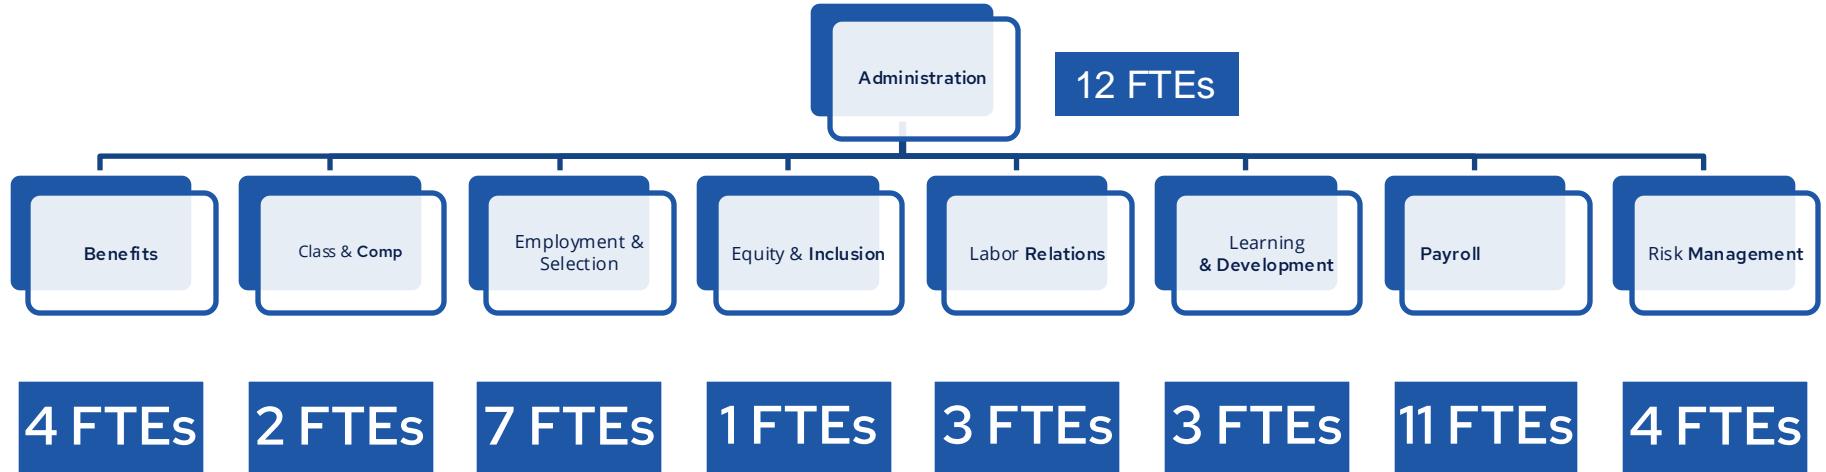 Administration
12 FTEs
Benefits
Class & Comp
Employment &
Selection
Equity & Inclusion
Labor Relations
Learning
& Development
Payroll
Risk Management
4 FTEs
2 FTEs
7 FTEs
1 FTEs
3 FTEs
3 FTEs
11 FTEs
4 FTEs